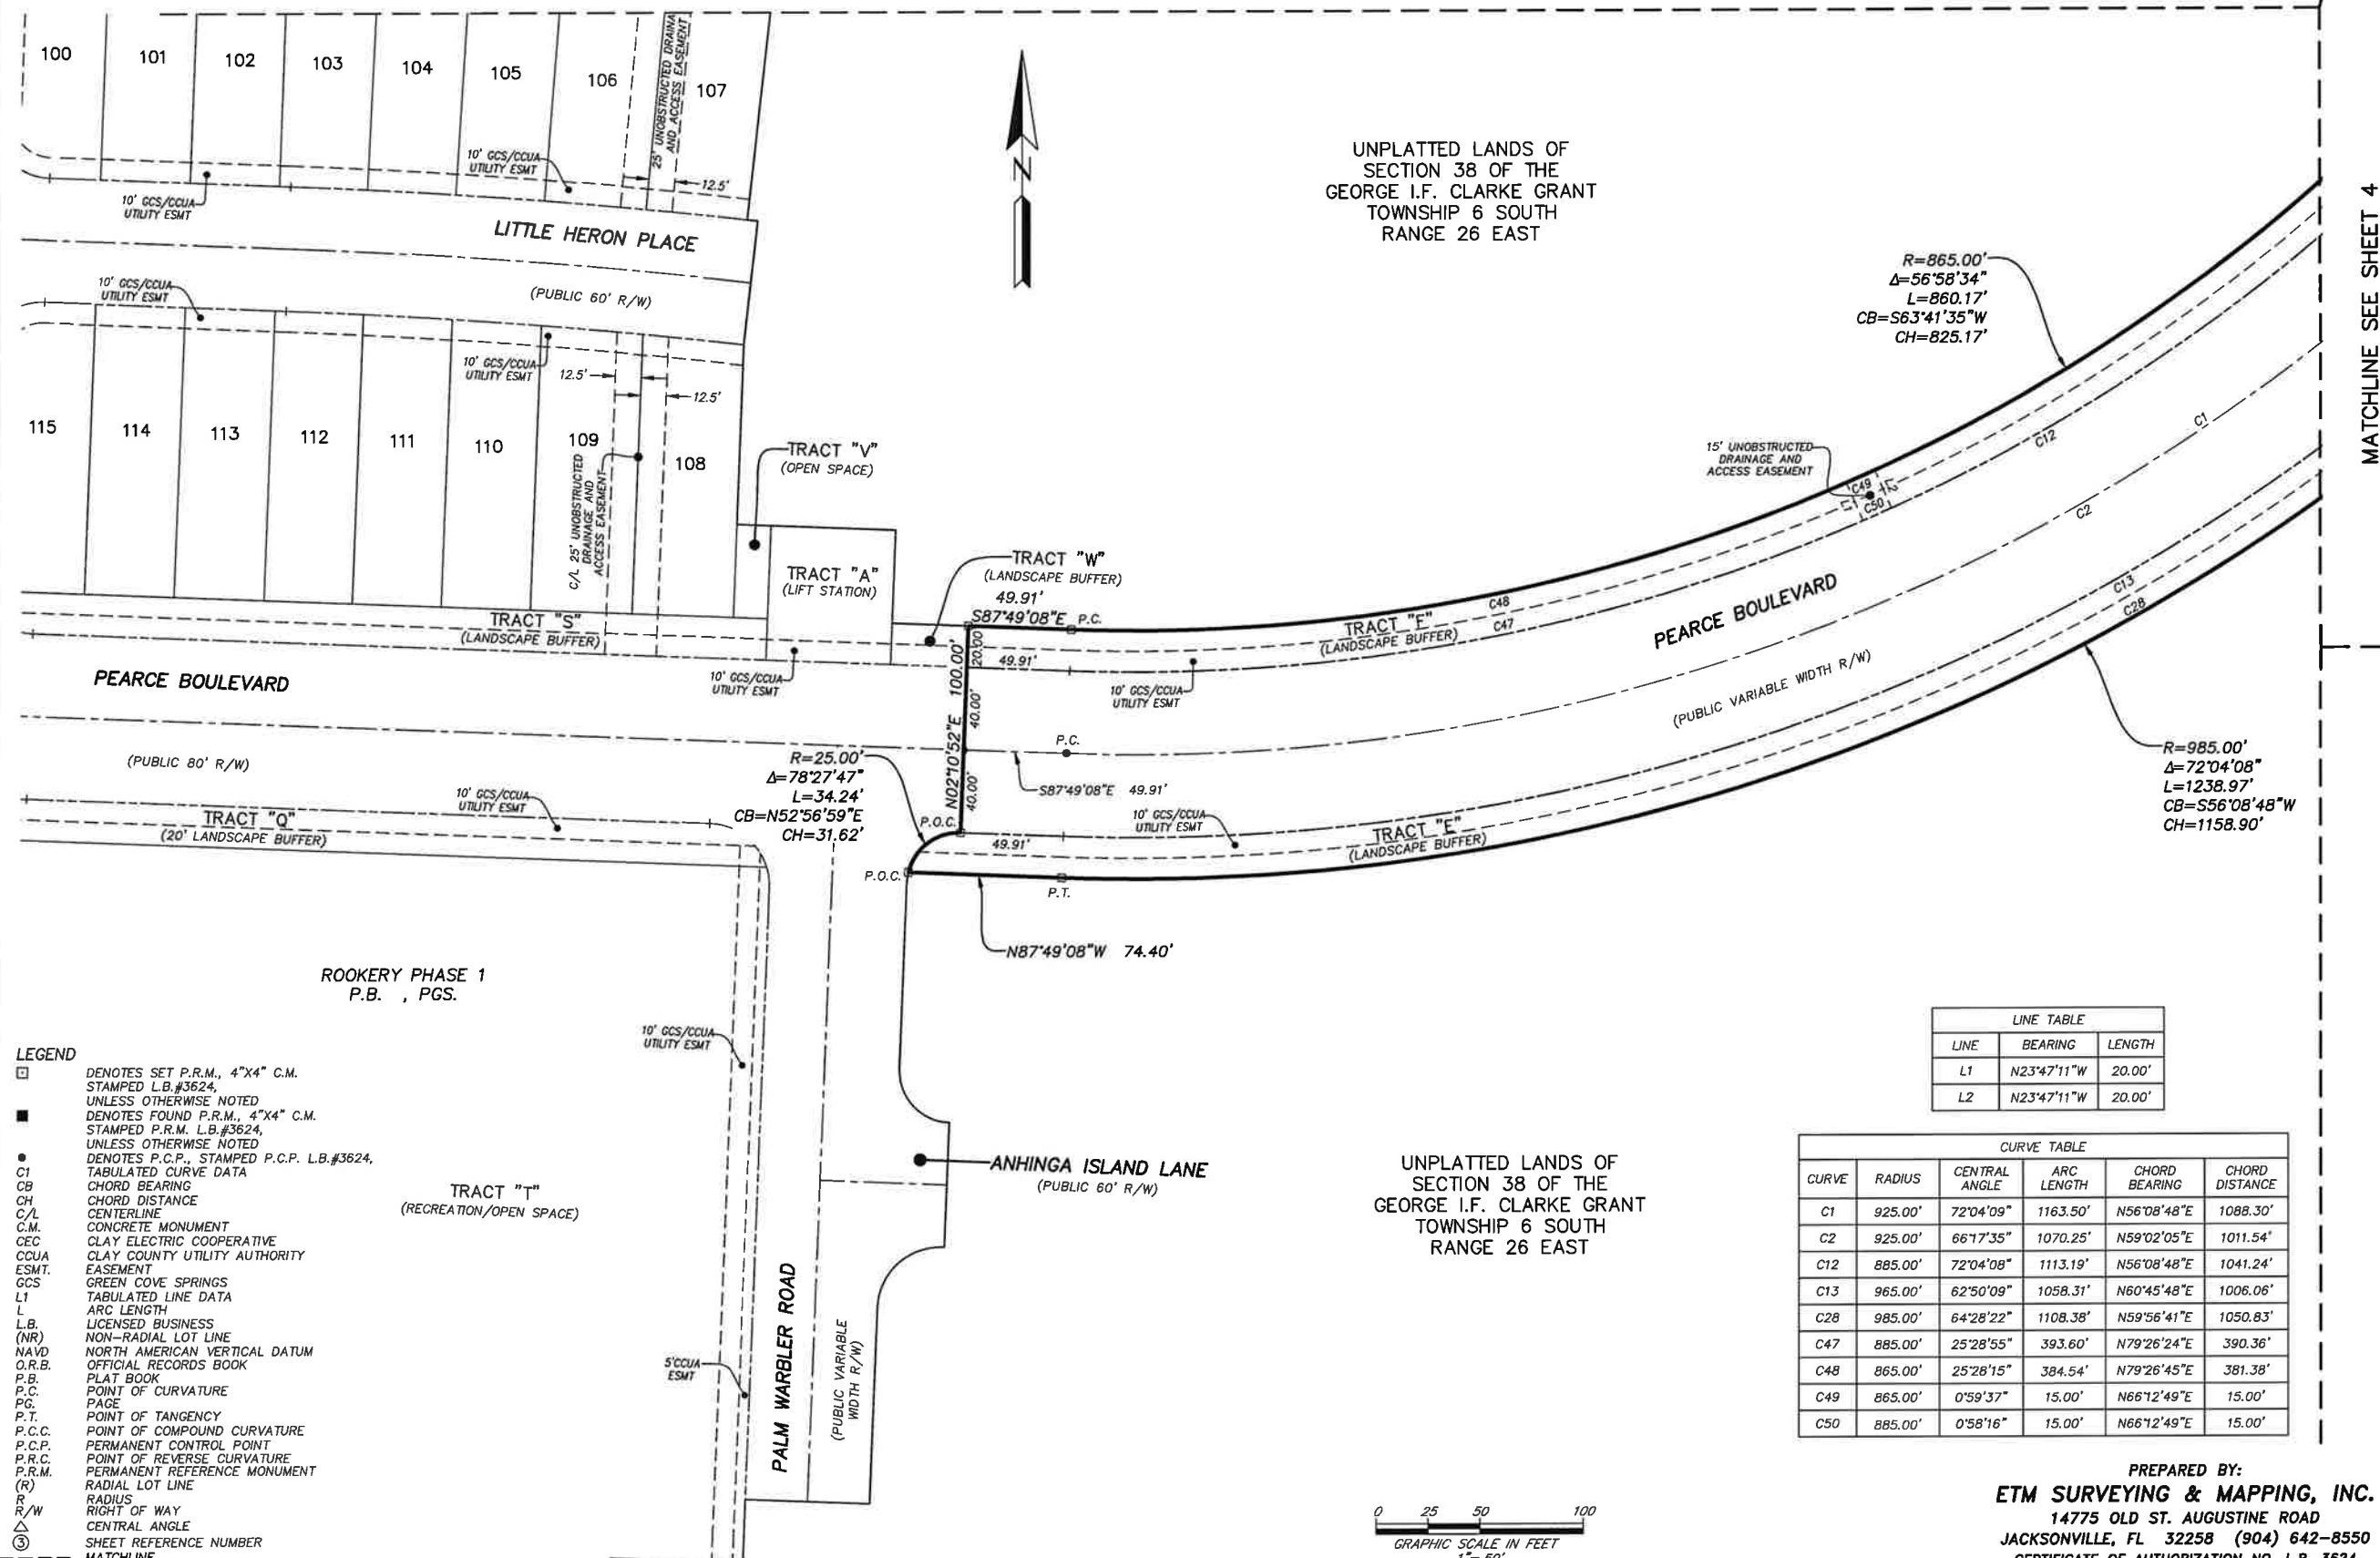 100
101
102
103
104
105
106
107
25' UNOBSTRUCTED DRAINA
AND ACCESS EASEMENT
10' GCS/CCUA
UTILITY ESMT
12.5'
10' GCS/CCUA
UTILITY ESMT
LITTLE HERON PLACE
(PUBLIC 60' R/W)
10' GCS/CCUA
UTILITY ESMT
10' GCS/CCUA
UTILITY ESMT
12.5'
12.5'
115
114
113
112
111
110
109
108
C/L 25' UNOBSTRUCTED
DRAINAGE AND
ACCESS EASEMENT
TRACT "V"
(OPEN SPACE)
TRACT "A"
(LIFT STATION)
TRACT "W"
(LANDSCAPE BUFFER)
49.91'
S87°49'08"E P.C.
TRACT "S"
(LANDSCAPE BUFFER)
PEARCE BOULEVARD
(PUBLIC 80' R/W)
10' GCS/CCUA
UTILITY ESMT
N02°10'52"E 100.00'
20.00'
40.00'
40.00'
49.91'
10' GCS/CCUA
UTILITY ESMT
P.C.
S87°49'08"E 49.91'
R=25.00'
Δ=78°27'47"
L=34.24'
CB=N52°56'59"E
CH=31.62'
P.O.C.
P.O.C.
49.91'
P.T.
N87°49'08"W 74.40'
10' GCS/CCUA
UTILITY ESMT
10' GCS/CCUA
UTILITY ESMT
TRACT "Q"
(20' LANDSCAPE BUFFER)
N
UNPLATTED LANDS OF
SECTION 38 OF THE
GEORGE I.F. CLARKE GRANT
TOWNSHIP 6 SOUTH
RANGE 26 EAST
R=865.00'
Δ=56°58'34"
L=860.17'
CB=S63°41'35"W
CH=825.17'
MATCHLINE SEE SHEET 4
15' UNOBSTRUCTED
DRAINAGE AND
ACCESS EASEMENT
C49
C50
L1
L2
C12
C1
C2
C13
C28
C48
C47
TRACT "F"
(LANDSCAPE BUFFER)
PEARCE BOULEVARD
(PUBLIC VARIABLE WIDTH R/W)
TRACT "E"
(LANDSCAPE BUFFER)
R=985.00'
Δ=72°04'08"
L=1238.97'
CB=S56°08'48"W
CH=1158.90'
ROOKERY PHASE 1
P.B. , PGS.
10' GCS/CCUA
UTILITY ESMT
5'CCUA
ESMT
TRACT "T"
(RECREATION/OPEN SPACE)
PALM WARBLER ROAD
(PUBLIC VARIABLE
WIDTH R/W)
ANHINGA ISLAND LANE
(PUBLIC 60' R/W)
UNPLATTED LANDS OF
SECTION 38 OF THE
GEORGE I.F. CLARKE GRANT
TOWNSHIP 6 SOUTH
RANGE 26 EAST
LEGEND
DENOTES SET P.R.M., 4"X4" C.M.
STAMPED L.B.#3624,
UNLESS OTHERWISE NOTED
DENOTES FOUND P.R.M., 4"X4" C.M.
STAMPED P.R.M. L.B.#3624,
UNLESS OTHERWISE NOTED
DENOTES P.C.P., STAMPED P.C.P. L.B.#3624,
C1 TABULATED CURVE DATA
CB CHORD BEARING
CH CHORD DISTANCE
C/L CENTERLINE
C.M. CONCRETE MONUMENT
CEC CLAY ELECTRIC COOPERATIVE
CCUA CLAY COUNTY UTILITY AUTHORITY
ESMT. EASEMENT
GCS GREEN COVE SPRINGS
L1 TABULATED LINE DATA
L ARC LENGTH
L.B. LICENSED BUSINESS
(NR) NON-RADIAL LOT LINE
NAVD NORTH AMERICAN VERTICAL DATUM
O.R.B. OFFICIAL RECORDS BOOK
P.B. PLAT BOOK
P.C. POINT OF CURVATURE
PG. PAGE
P.T. POINT OF TANGENCY
P.C.C. POINT OF COMPOUND CURVATURE
P.C.P. PERMANENT CONTROL POINT
P.R.C. POINT OF REVERSE CURVATURE
P.R.M. PERMANENT REFERENCE MONUMENT
(R) RADIAL LOT LINE
R RADIUS
R/W RIGHT OF WAY
△ CENTRAL ANGLE
③ SHEET REFERENCE NUMBER
MATCHLINE
LINE TABLE
LINE BEARING LENGTH
L1 N23°47'11"W 20.00'
L2 N23°47'11"W 20.00'
CURVE TABLE
CURVE RADIUS CENTRAL ANGLE ARC LENGTH CHORD BEARING CHORD DISTANCE
C1 925.00' 72°04'09" 1163.50' N56°08'48"E 1088.30'
C2 925.00' 66°17'35" 1070.25' N59°02'05"E 1011.54'
C12 885.00' 72°04'08" 1113.19' N56°08'48"E 1041.24'
C13 965.00' 62°50'09" 1058.31' N60°45'48"E 1006.06'
C28 985.00' 64°28'22" 1108.38' N59°56'41"E 1050.83'
C47 885.00' 25°28'55" 393.60' N79°26'24"E 390.36'
C48 865.00' 25°28'15" 384.54' N79°26'45"E 381.38'
C49 865.00' 0°59'37" 15.00' N66°12'49"E 15.00'
C50 885.00' 0°58'16" 15.00' N66°12'49"E 15.00'
0 25 50 100
GRAPHIC SCALE IN FEET
1"= 50'
PREPARED BY:
ETM SURVEYING & MAPPING, INC.
14775 OLD ST. AUGUSTINE ROAD
JACKSONVILLE, FL 32258 (904) 642-8550
CERTIFICATE OF AUTHORIZATION NO. L.B. 3624